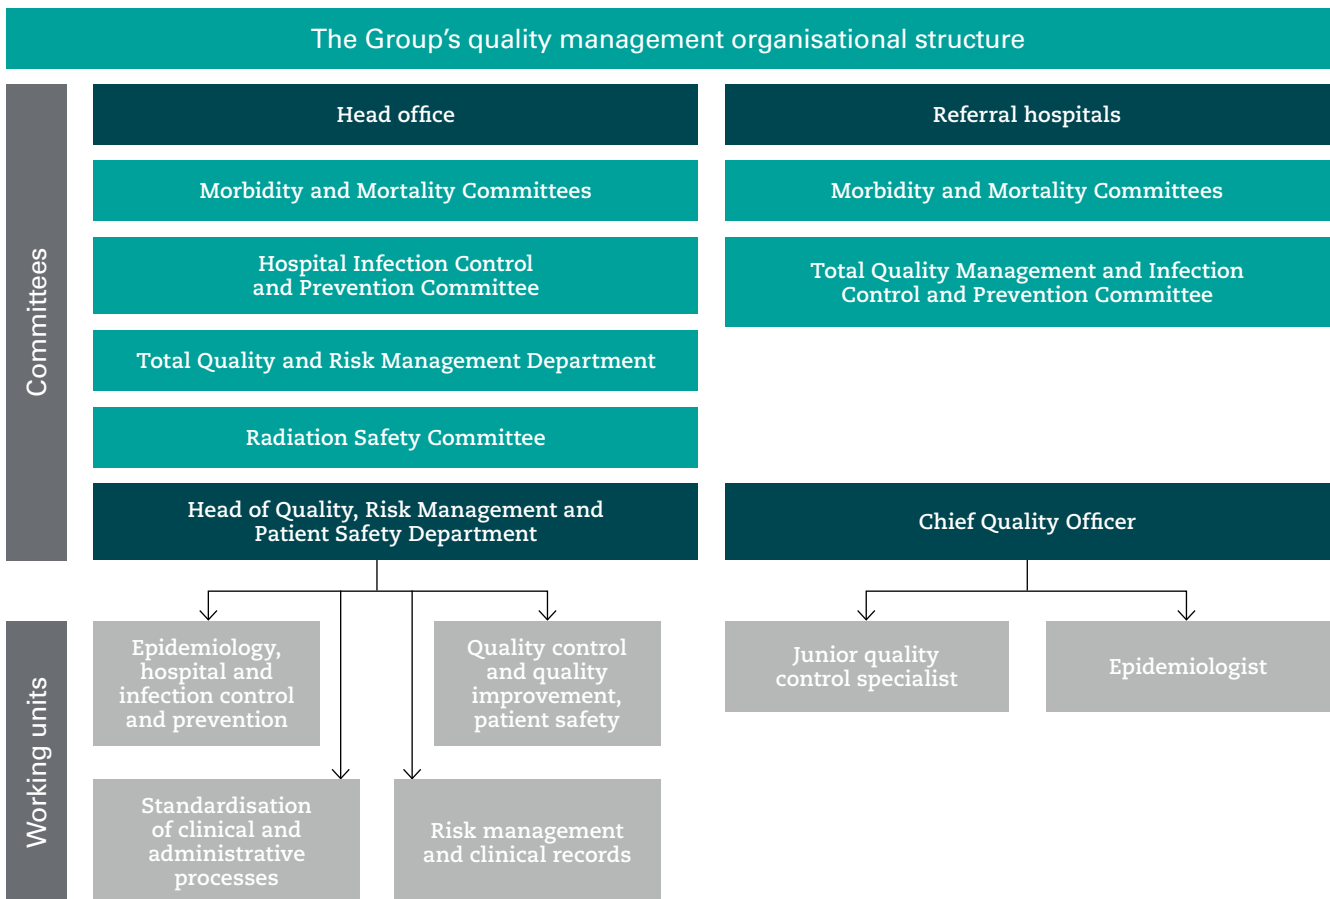 The Group's quality management organisational structure
Committees
Head office
Morbidity and Mortality Committees
Hospital Infection Control
and Prevention Committee
Total Quality and Risk Management Department
Radiation Safety Committee
Head of Quality, Risk Management and
Patient Safety Department
Referral hospitals
Morbidity and Mortality Committees
Total Quality Management and Infection
Control and Prevention Committee
Chief Quality Officer
Working units
Epidemiology,
hospital and
infection control
and prevention
Quality control
and quality
improvement,
patient safety
Standardisation
of clinical and
administrative
processes
Risk management
and clinical records
Junior quality
control specialist
Epidemiologist